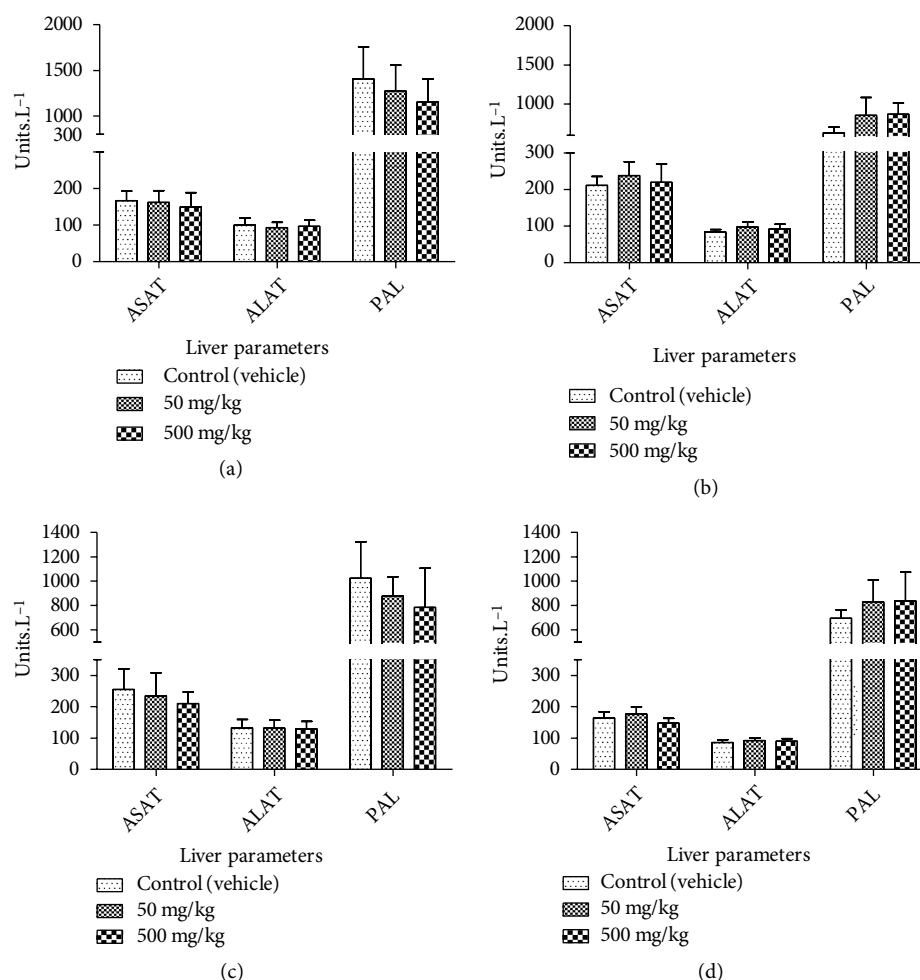 2000
1500
1000
300
300
200
100
0
Units.L⁻¹
ASAT
ALAT
PAL
Liver parameters
Control (vehicle)
50 mg/kg
500 mg/kg
(a)
1000
300
200
100
0
Units.L⁻¹
ASAT
ALAT
PAL
Liver parameters
Control (vehicle)
50 mg/kg
500 mg/kg
(b)
1400
1200
1000
800
600
300
200
100
0
Units.L⁻¹
ASAT
ALAT
PAL
Liver parameters
Control (vehicle)
50 mg/kg
500 mg/kg
(c)
1400
1200
1000
800
600
300
200
100
0
Units.L⁻¹
ASAT
ALAT
PAL
Liver parameters
Control (vehicle)
50 mg/kg
500 mg/kg
(d)